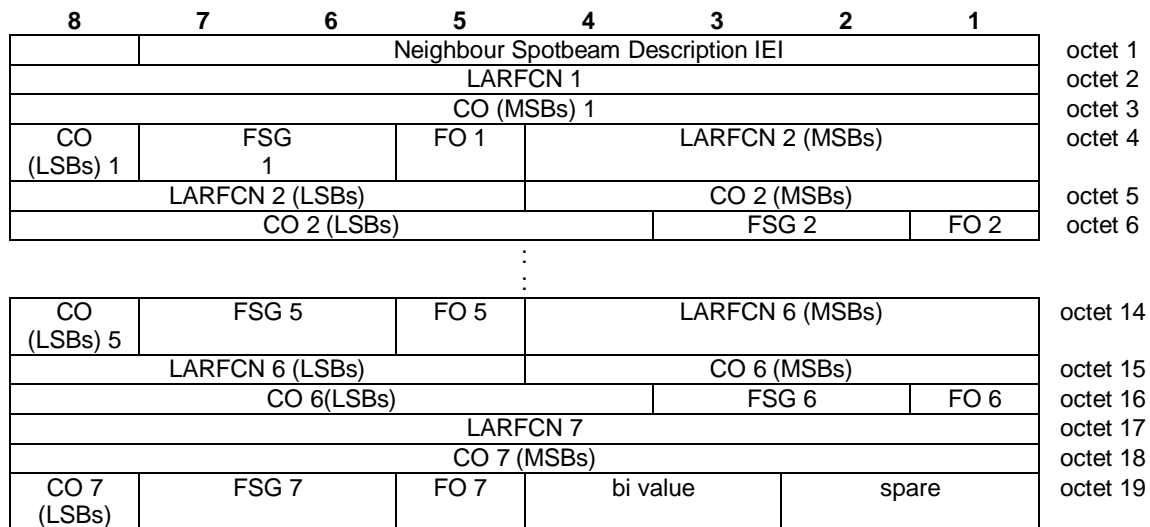 8 7 6 5 4 3 2 1
Neighbour Spotbeam Description IEI octet 1
LARFCN 1 octet 2
CO (MSBs) 1 octet 3
CO FSG FO 1 LARFCN 2 (MSBs) octet 4
(LSBs) 1 1
LARFCN 2 (LSBs) CO 2 (MSBs) octet 5
CO 2 (LSBs) FSG 2 FO 2 octet 6
:
:
CO FSG 5 FO 5 LARFCN 6 (MSBs) octet 14
(LSBs) 5
LARFCN 6 (LSBs) CO 6 (MSBs) octet 15
CO 6(LSBs) FSG 6 FO 6 octet 16
LARFCN 7 octet 17
CO 7 (MSBs) octet 18
CO 7 FSG 7 FO 7 bi value spare octet 19
(LSBs)